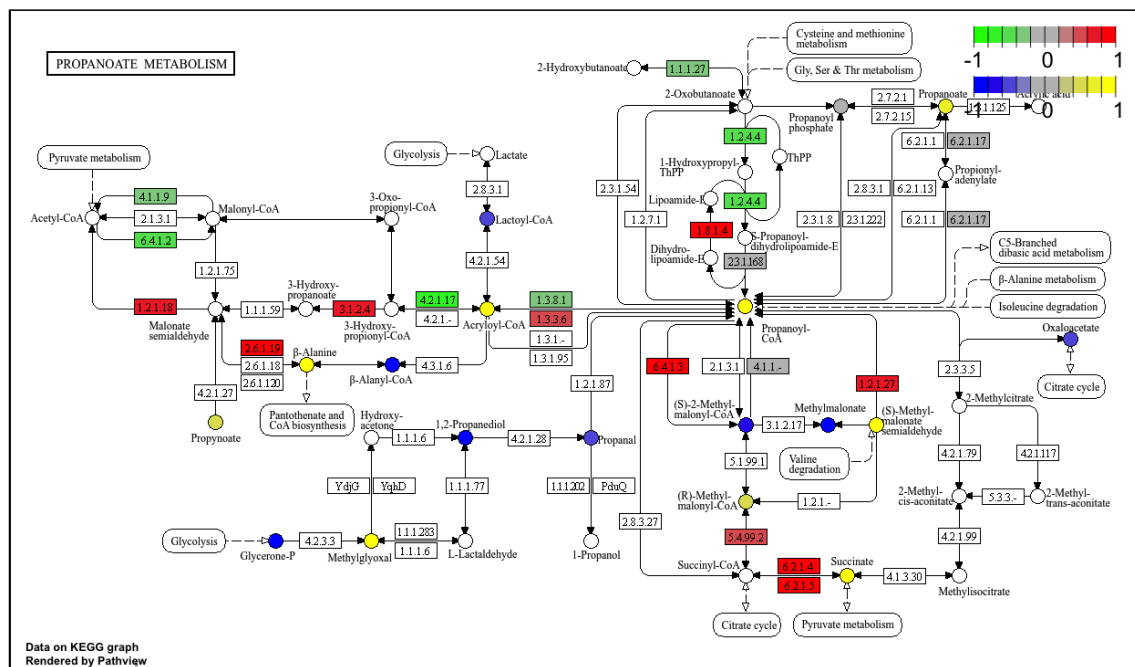 PROPANOATE METABOLISM
Cysteine and methionine
metabolism
Gly, Ser & Thr metabolism
-1 0 1
-1 0 1
2-Hydroxybutanoate
1.1.1.27
2-Oxobutanoate
2.7.2.1
2.7.2.15
Propanoyl
phosphate
Propanoate
1.3.1.125
Acrylic acid
1.2.4.4
ThPP
1-Hydroxypropyl-
ThPP
6.2.1.1
6.2.1.17
Propionyl-
adenylate
2.3.1.54
1.2.7.1
Lipoamide-E
1.2.4.4
2.3.1.8
2.3.1.222
2.8.3.1
6.2.1.13
6.2.1.1
6.2.1.17
1.8.1.4
S-Propanoyl-
dihydrolipoamide-E
Dihydro-
lipoamide-E
2.3.1.168
C5-Branched
dibasic acid metabolism
β-Alanine metabolism
Isoleucine degradation
Pyruvate metabolism
Glycolysis
Lactate
2.8.3.1
Lactoyl-CoA
4.2.1.54
4.1.1.9
Acetyl-CoA
2.1.3.1
Malonyl-CoA
6.4.1.2
3-Oxo-
propionyl-CoA
1.2.1.75
1.2.1.18
Malonate
semialdehyde
1.1.1.59
3-Hydroxy-
propanoate
3.1.2.4
3-Hydroxy-
propionyl-CoA
4.2.1.17
4.2.1.-
Acryloyl-CoA
1.3.8.1
1.3.3.6
1.3.1.-
1.3.1.95
Propanoyl-
CoA
2.6.1.19
2.6.1.18
2.6.1.120
β-Alanine
β-Alanyl-CoA
4.3.1.6
4.2.1.27
Propynoate
Pantothenate and
CoA biosynthesis
1.2.1.87
6.4.1.3
2.1.3.1
4.1.1.-
1.2.1.27
Oxaloacetate
2.3.3.5
Citrate cycle
Hydroxy-
acetone
1.1.1.6
1,2-Propanediol
4.2.1.28
Propanal
(S)-2-Methyl-
malonyl-CoA
3.1.2.17
Methylmalonate
(S)-Methyl-
malonate
semialdehyde
2-Methylcitrate
Valine
degradation
5.1.99.1
4.2.1.79
4.2.1.117
YdjG
YqhD
1.1.1.77
1.1.1.202
PduQ
2.8.3.27
(R)-Methyl-
malonyl-CoA
1.2.1.-
2-Methyl-
cis-aconitate
5.3.3.-
2-Methyl-
trans-aconitate
Glycolysis
Glycerone-P
4.2.3.3
Methylglyoxal
1.1.1.283
1.1.1.6
L-Lactaldehyde
1-Propanol
5.4.99.2
4.2.1.99
Succinyl-CoA
6.2.1.4
6.2.1.5
Succinate
4.1.3.30
Methylisocitrate
Citrate cycle
Pyruvate metabolism
Data on KEGG graph
Rendered by Pathview